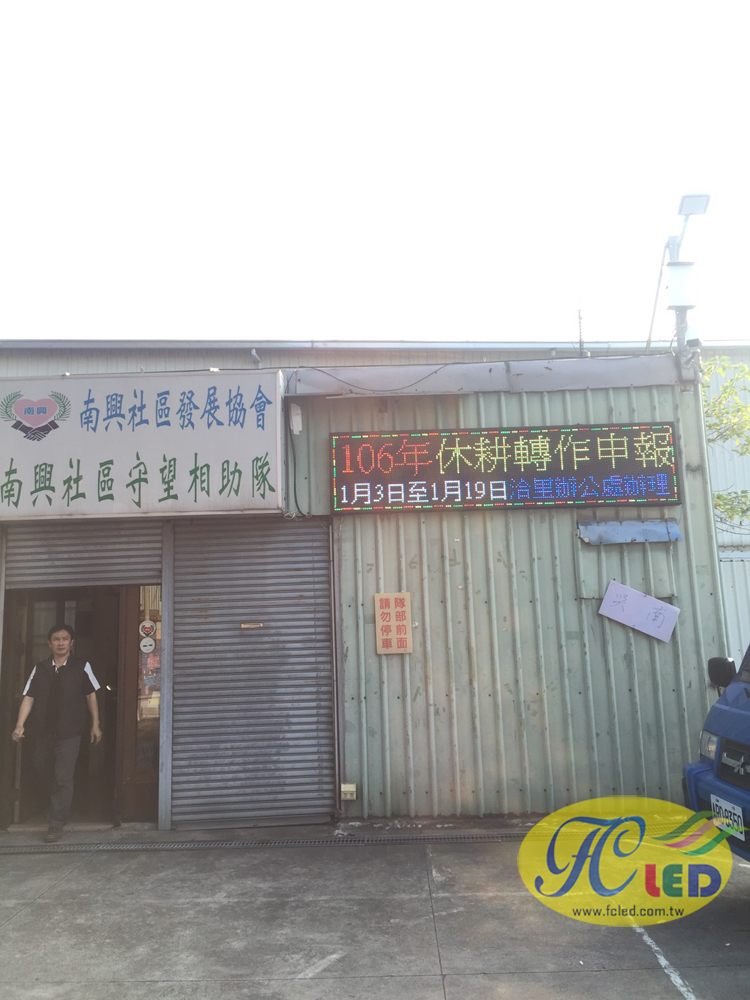 南興
南興社區發展協會
南興社區守望相助隊
106年休耕轉作申報
1月3日至1月19日洽里辦公處辦理
隊部前面
請勿停車
南
FC LED
www.fcled.com.tw